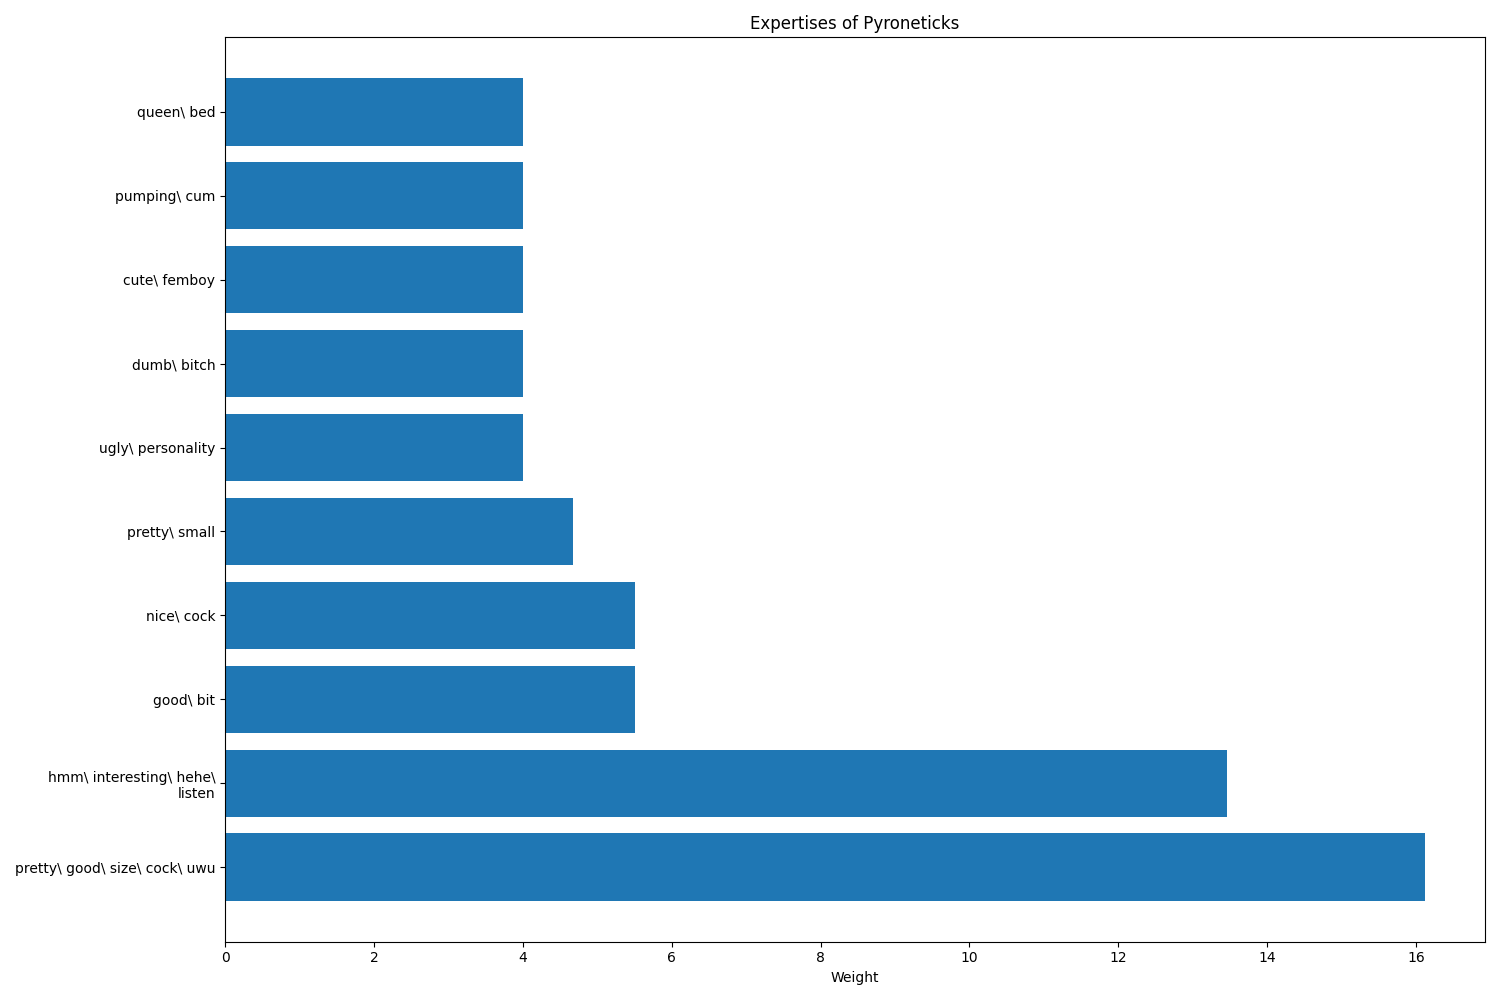 Expertises of Pyroneticks
queen\ bed
pumping\ cum
cute\ femboy
dumb\ bitch
ugly\ personality
pretty\ small
nice\ cock
good\ bit
hmm\ interesting\ hehe\
listen
pretty\ good\ size\ cock\ uwu
0 2 4 6 8 10 12 14 16
Weight